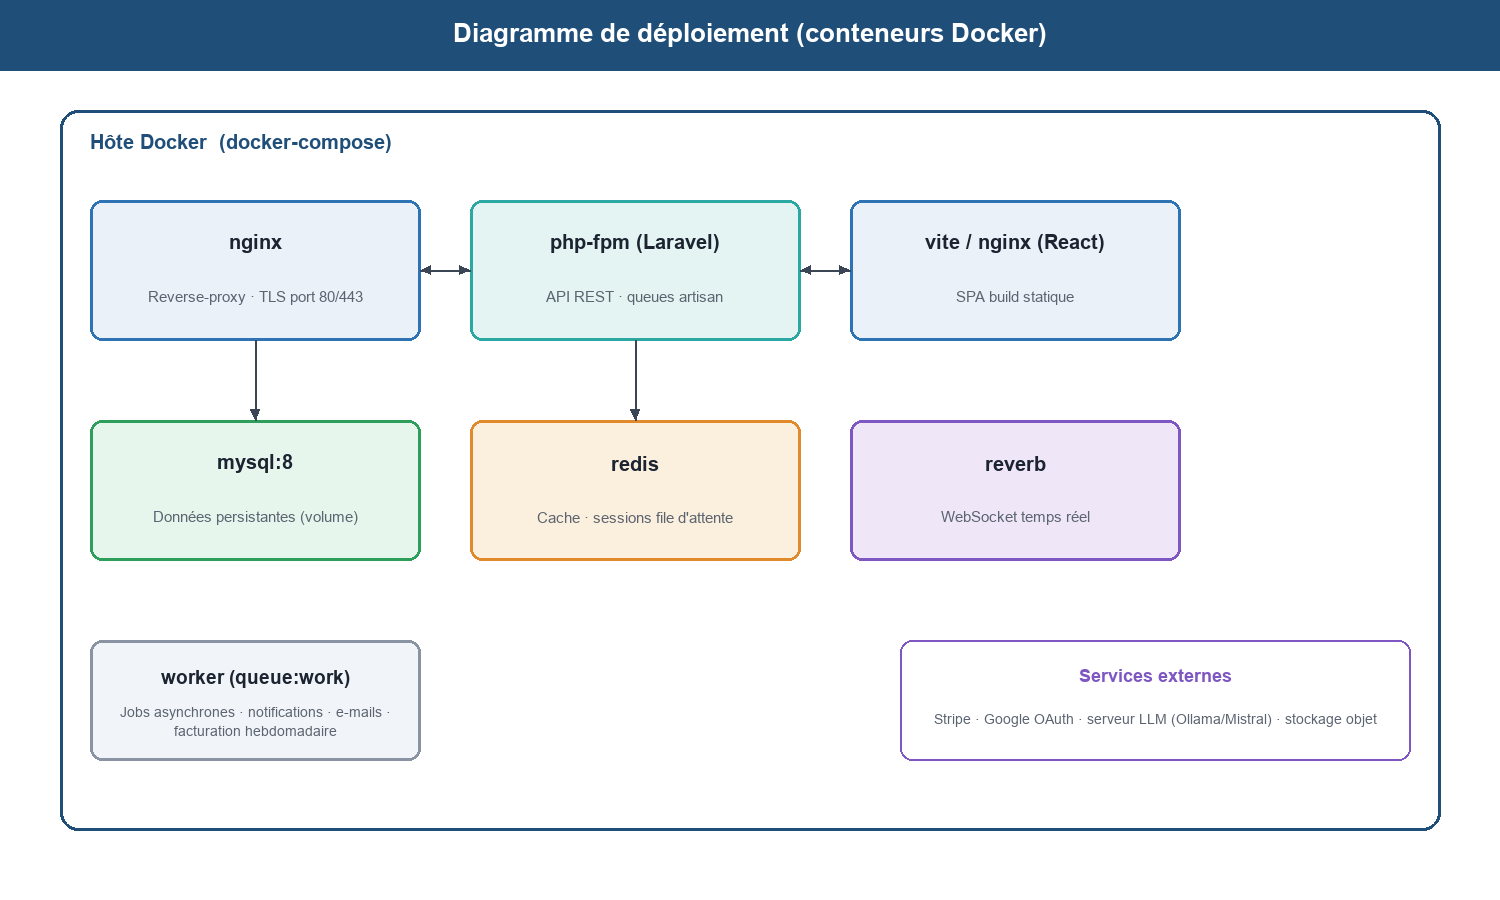 Diagramme de déploiement (conteneurs Docker)
Hôte Docker (docker-compose)
nginx
Reverse-proxy · TLS port 80/443
php-fpm (Laravel)
API REST · queues artisan
vite / nginx (React)
SPA build statique
mysql:8
Données persistantes (volume)
redis
Cache · sessions file d'attente
reverb
WebSocket temps réel
worker (queue:work)
Jobs asynchrones · notifications · e-mails ·
facturation hebdomadaire
Services externes
Stripe · Google OAuth · serveur LLM (Ollama/Mistral) · stockage objet